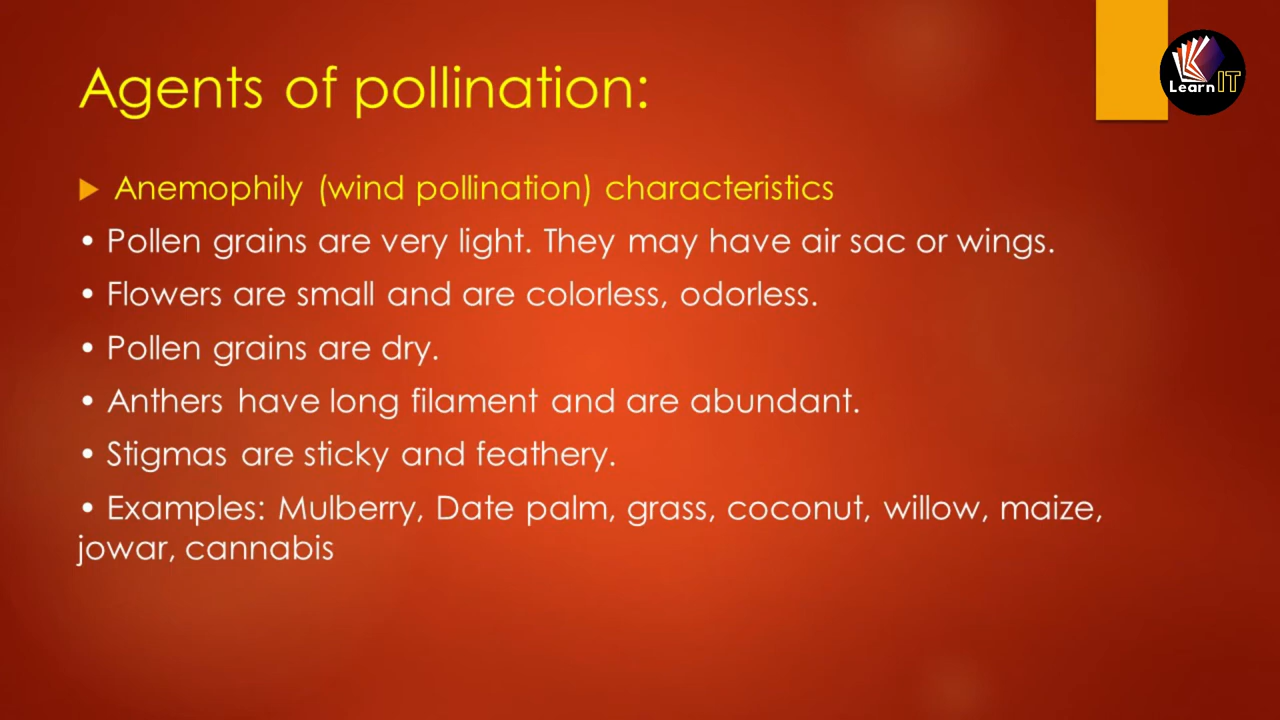 Agents of pollination:
Learn IT
Anemophily (wind pollination) characteristics
• Pollen grains are very light. They may have air sac or wings.
• Flowers are small and are colorless, odorless.
• Pollen grains are dry.
• Anthers have long filament and are abundant.
• Stigmas are sticky and feathery.
• Examples: Mulberry, Date palm, grass, coconut, willow, maize,
jowar, cannabis